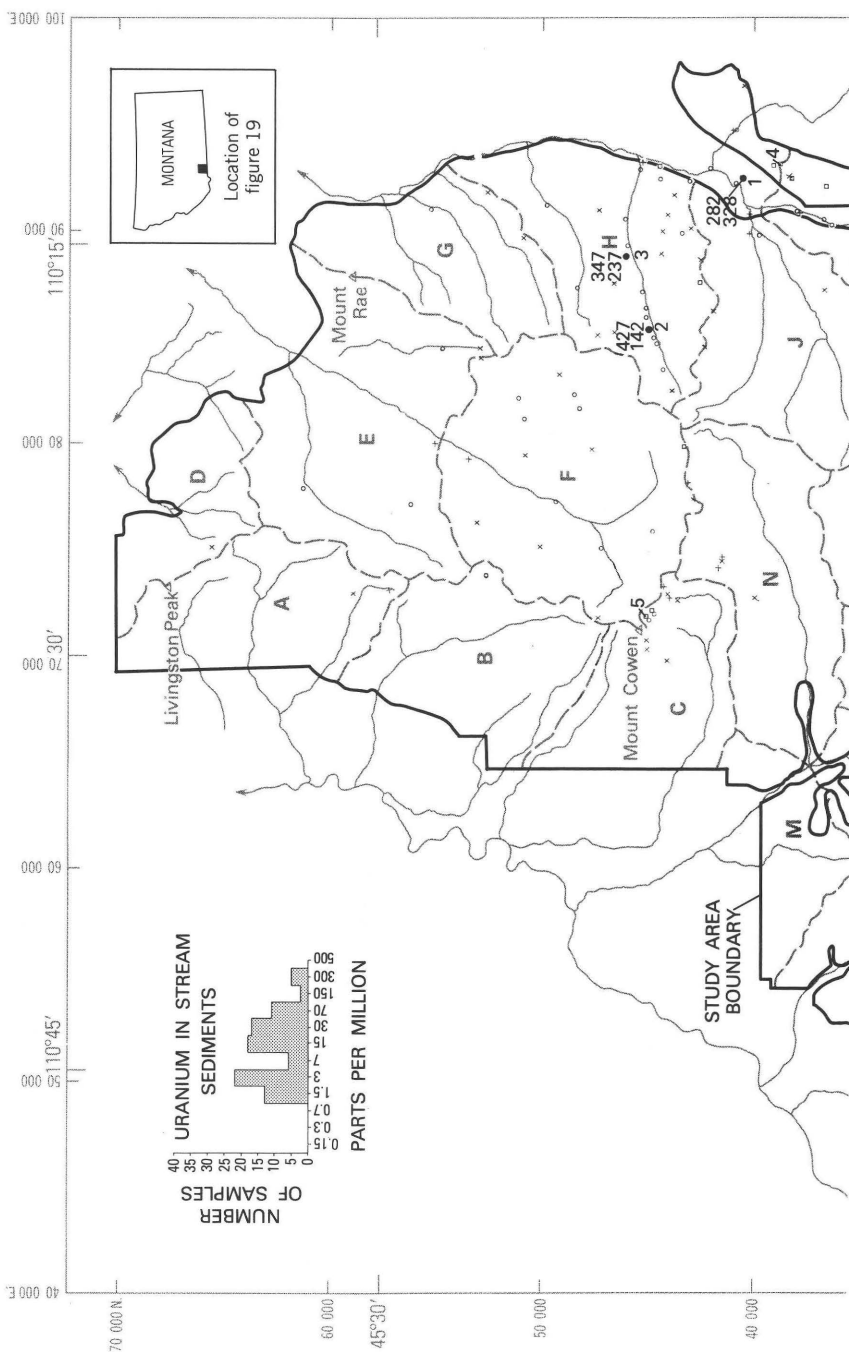 40 000 E.
50 000
110°45'
60 000
70 000
30'
80 000
110°15'
90 000
100 000 E.
70 000 N
60 000
45°30'
50 000
40 000
URANIUM IN STREAM
SEDIMENTS
NUMBER
OF SAMPLES
40
35
30
25
20
15
10
5
0
0.15
0.3
0.7
1.5
3
7
15
30
70
150
300
500
PARTS PER MILLION
MONTANA
Location of
figure 19
Livingston Peak
Mount
Rae
Mount Cowen
STUDY AREA
BOUNDARY
A
B
C
D
E
F
G
H
J
M
N
347
237
3
427
142
2
282
328
1
4
5